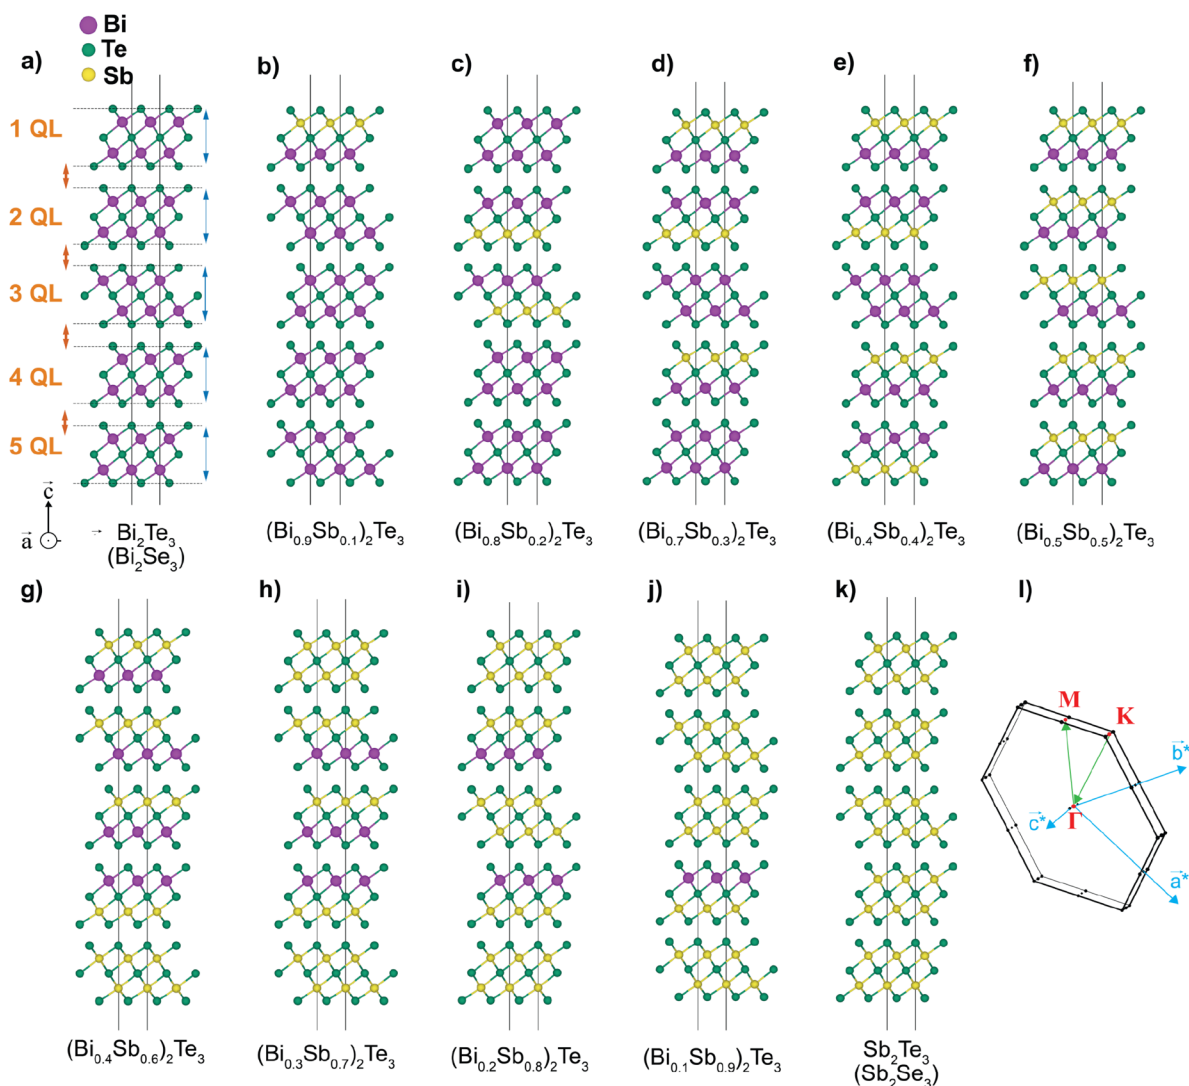 Bi
Te
Sb
a)
b)
c)
d)
e)
f)
1 QL
2 QL
3 QL
4 QL
5 QL
c
a
Bi2Te3
(Bi2Se3)
(Bi0.9Sb0.1)2Te3
(Bi0.8Sb0.2)2Te3
(Bi0.7Sb0.3)2Te3
(Bi0.4Sb0.4)2Te3
(Bi0.5Sb0.5)2Te3
g)
h)
i)
j)
k)
l)
M
K
b*
Γ
c*
a*
(Bi0.4Sb0.6)2Te3
(Bi0.3Sb0.7)2Te3
(Bi0.2Sb0.8)2Te3
(Bi0.1Sb0.9)2Te3
Sb2Te3
(Sb2Se3)